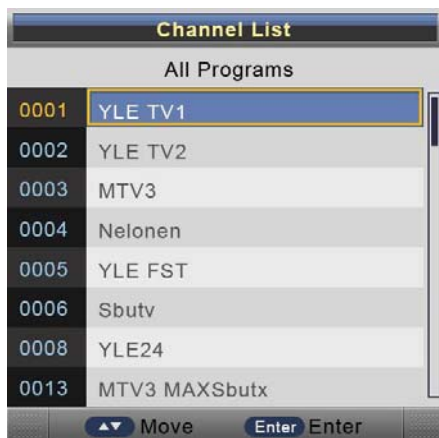 Channel List
All Programs
0001 YLE TV1
0002 YLE TV2
0003 MTV3
0004 Nelonen
0005 YLE FST
0006 Sbutv
0008 YLE24
0013 MTV3 MAXSbutx
▲▼ Move Enter Enter